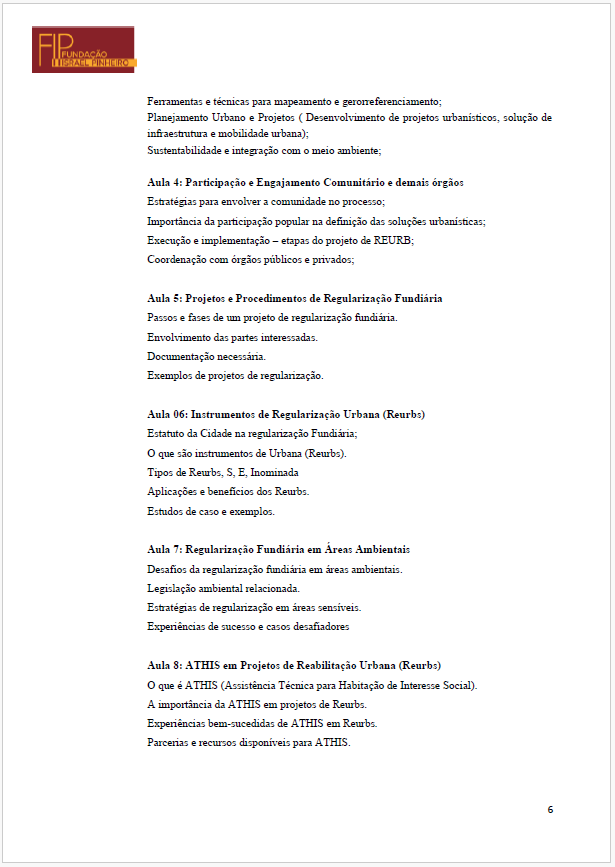 FIP
FUNDAÇÃO
ISRAEL PINHEIRO
Ferramentas e técnicas para mapeamento e gerorreferenciamento;
Planejamento Urbano e Projetos ( Desenvolvimento de projetos urbanísticos, solução de
infraestrutura e mobilidade urbana);
Sustentabilidade e integração com o meio ambiente;
Aula 4: Participação e Engajamento Comunitário e demais órgãos
Estratégias para envolver a comunidade no processo;
Importância da participação popular na definição das soluções urbanísticas;
Execução e implementação – etapas do projeto de REURB;
Coordenação com órgãos públicos e privados;
Aula 5: Projetos e Procedimentos de Regularização Fundiária
Passos e fases de um projeto de regularização fundiária.
Envolvimento das partes interessadas.
Documentação necessária.
Exemplos de projetos de regularização.
Aula 06: Instrumentos de Regularização Urbana (Reurbs)
Estatuto da Cidade na regularização Fundiária;
O que são instrumentos de Urbana (Reurbs).
Tipos de Reurbs, S, E, Inominada
Aplicações e benefícios dos Reurbs.
Estudos de caso e exemplos.
Aula 7: Regularização Fundiária em Áreas Ambientais
Desafios da regularização fundiária em áreas ambientais.
Legislação ambiental relacionada.
Estratégias de regularização em áreas sensíveis.
Experiências de sucesso e casos desafiadores
Aula 8: ATHIS em Projetos de Reabilitação Urbana (Reurbs)
O que é ATHIS (Assistência Técnica para Habitação de Interesse Social).
A importância da ATHIS em projetos de Reurbs.
Experiências bem-sucedidas de ATHIS em Reurbs.
Parcerias e recursos disponíveis para ATHIS.
6